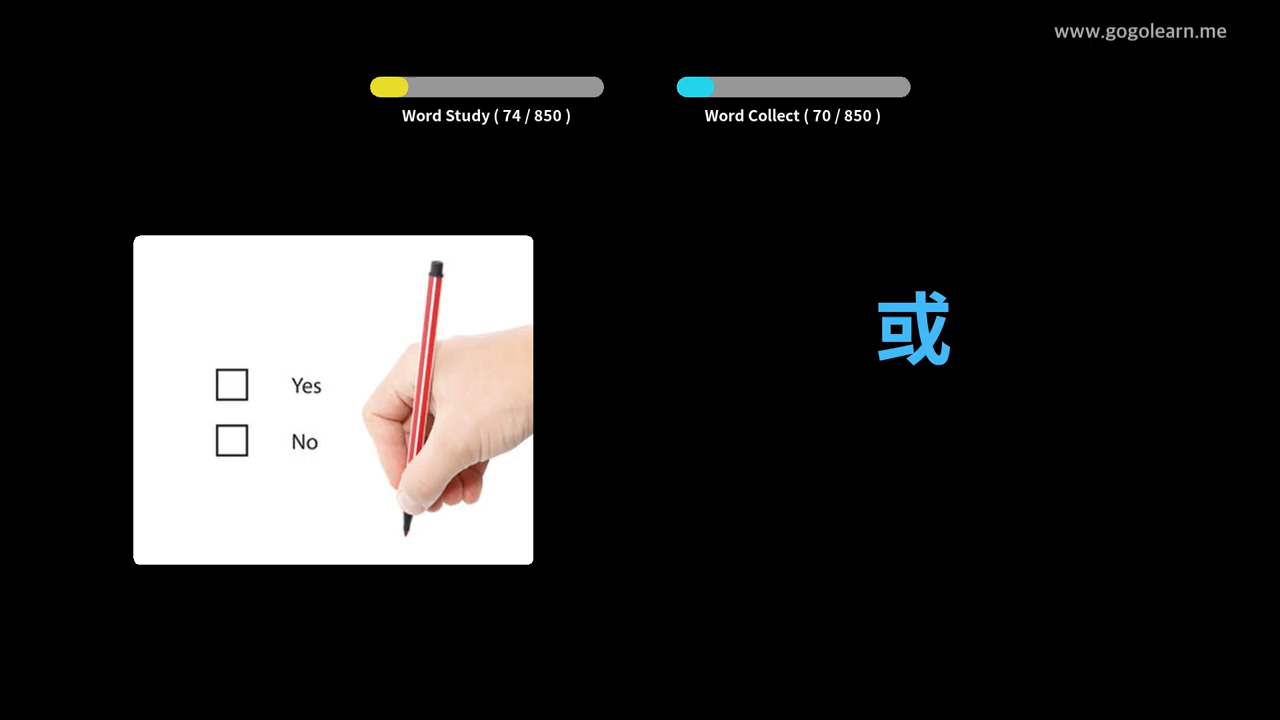 www.gogolearn.me
Word Study ( 74 / 850 )
Word Collect ( 70 / 850 )
Yes
No
或